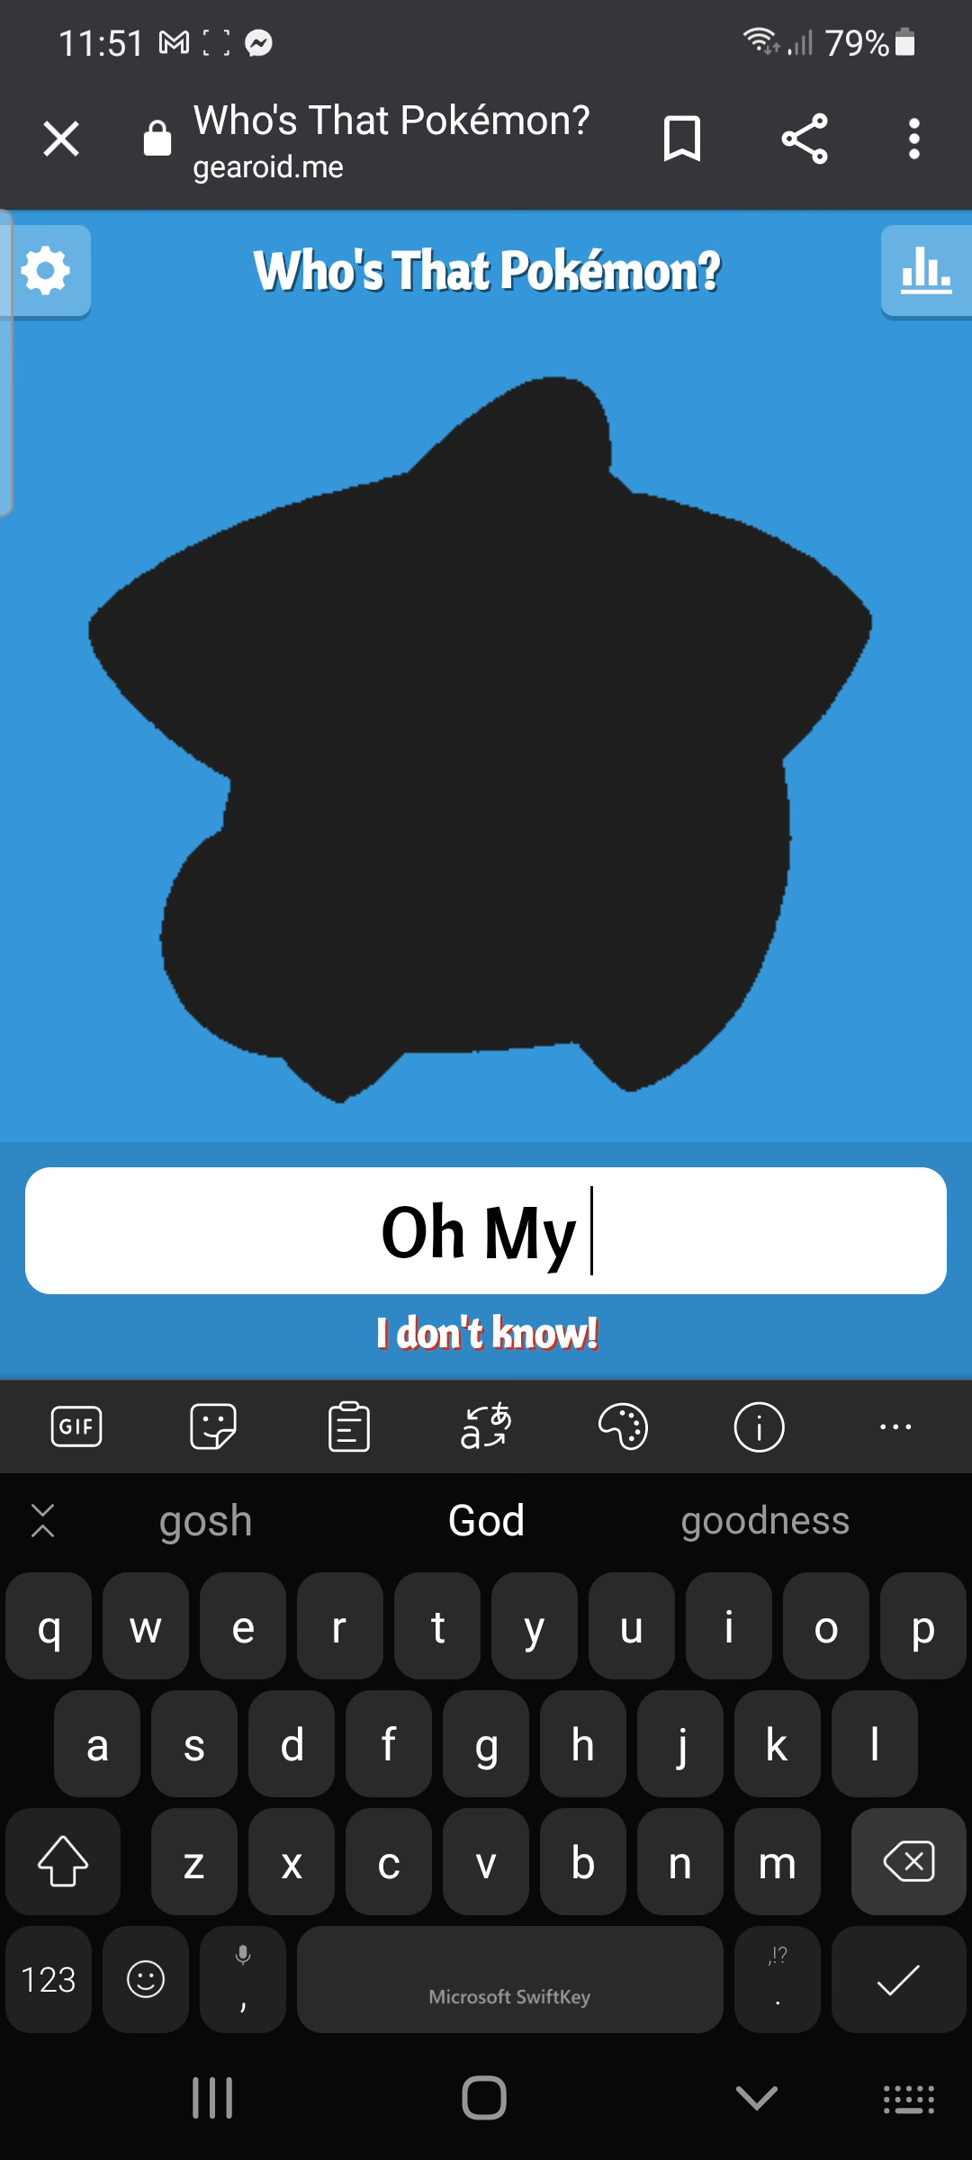 11:51 79%
Who's That Pokémon?
gearoid.me
Who's That Pokémon?
Oh My
I don't know!
GIF
gosh God goodness
q w e r t y u i o p
a s d f g h j k l
z x c v b n m
123 , Microsoft SwiftKey ,!? .